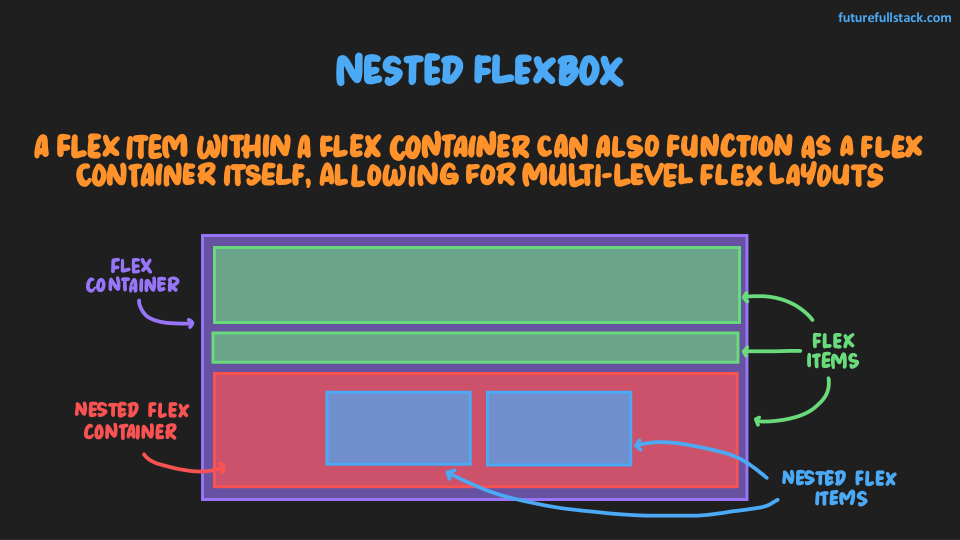 futurefullstack.com
NESTED FLEXBOX
A FLEX ITEM WITHIN A FLEX CONTAINER CAN ALSO FUNCTION AS A FLEX
CONTAINER ITSELF, ALLOWING FOR MULTI-LEVEL FLEX LAYOUTS
FLEX
CONTAINER
FLEX
ITEMS
NESTED FLEX
CONTAINER
NESTED FLEX
ITEMS